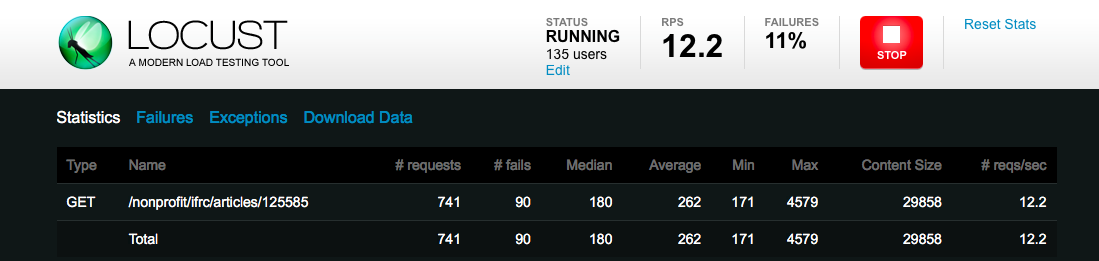 LOCUST
A MODERN LOAD TESTING TOOL
STATUS
RUNNING
135 users
Edit
RPS
12.2
FAILURES
11%
STOP
Reset Stats
Statistics Failures Exceptions Download Data
Type Name # requests # fails Median Average Min Max Content Size # reqs/sec
GET /nonprofit/ifrc/articles/125585 741 90 180 262 171 4579 29858 12.2
Total 741 90 180 262 171 4579 29858 12.2